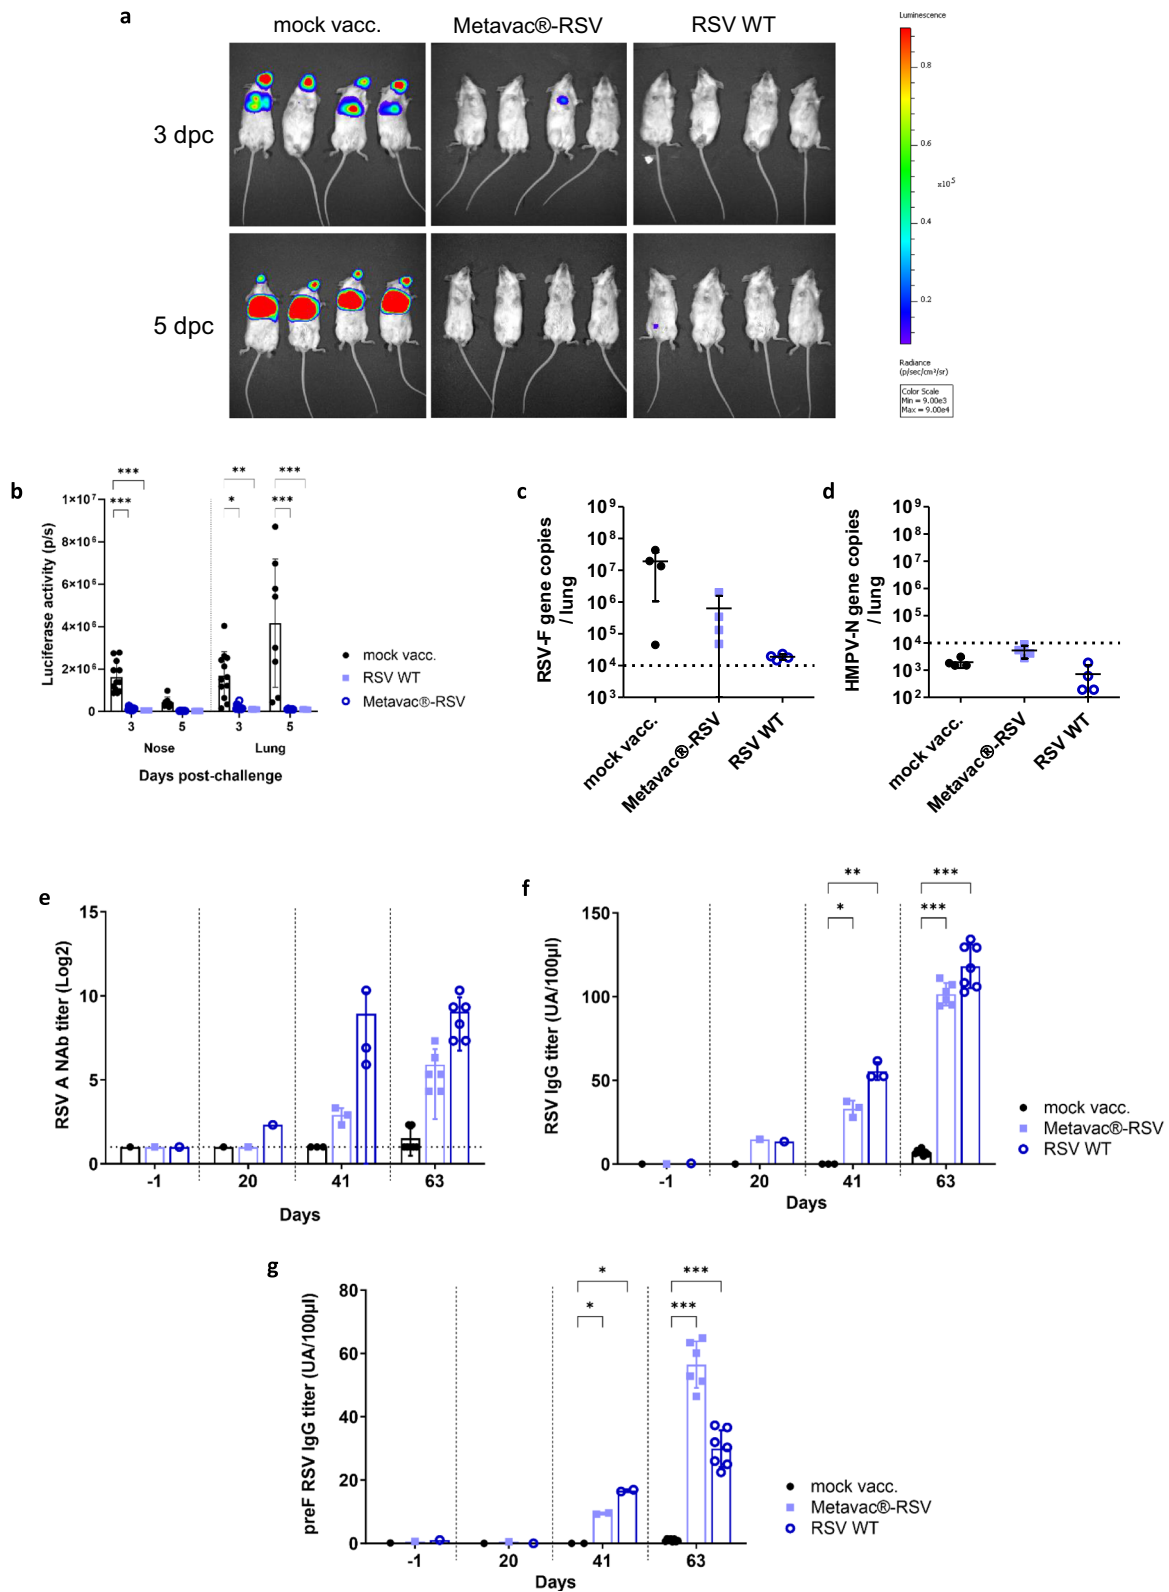 a
mock vacc.
Metavac®-RSV
RSV WT
3 dpc
5 dpc
Luminescence
0.8
0.6
x10⁵
0.4
0.2
Radiance
(p/sec/cm²/sr)
Color Scale
Min = 9.00e3
Max = 9.00e4
b
Luciferase activity (p/s)
1×10⁷
8×10⁶
6×10⁶
4×10⁶
2×10⁶
0
***
***
**
*
***
***
3
5
3
5
Nose
Lung
Days post-challenge
mock vacc.
RSV WT
Metavac®-RSV
c
RSV-F gene copies
/ lung
10⁹
10⁸
10⁷
10⁶
10⁵
10⁴
10³
mock vacc.
Metavac®-RSV
RSV WT
d
HMPV-N gene copies
/ lung
10⁹
10⁸
10⁷
10⁶
10⁵
10⁴
10³
10²
mock vacc.
Metavac®-RSV
RSV WT
e
RSV A NAb titer (Log2)
15
10
5
0
-1
20
41
63
Days
f
RSV IgG titer (UA/100µl)
150
100
50
0
**
*
***
***
-1
20
41
63
Days
mock vacc.
Metavac®-RSV
RSV WT
g
preF RSV IgG titer (UA/100µl)
80
60
40
20
0
*
*
***
***
-1
20
41
63
Days
mock vacc.
Metavac®-RSV
RSV WT